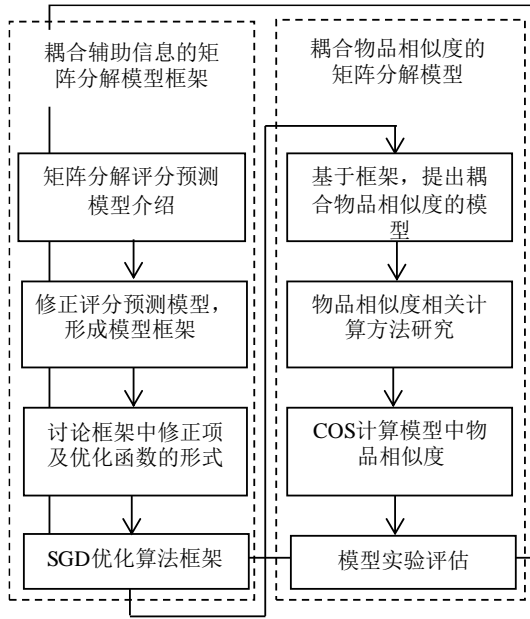 耦合辅助信息的矩
阵分解模型框架
矩阵分解评分预测
模型介绍
修正评分预测模型，
形成模型框架
讨论框架中修正项
及优化函数的形式
SGD优化算法框架
耦合物品相似度的
矩阵分解模型
基于框架，提出耦
合物品相似度的模
型
物品相似度相关计
算方法研究
COS计算模型中物
品相似度
模型实验评估